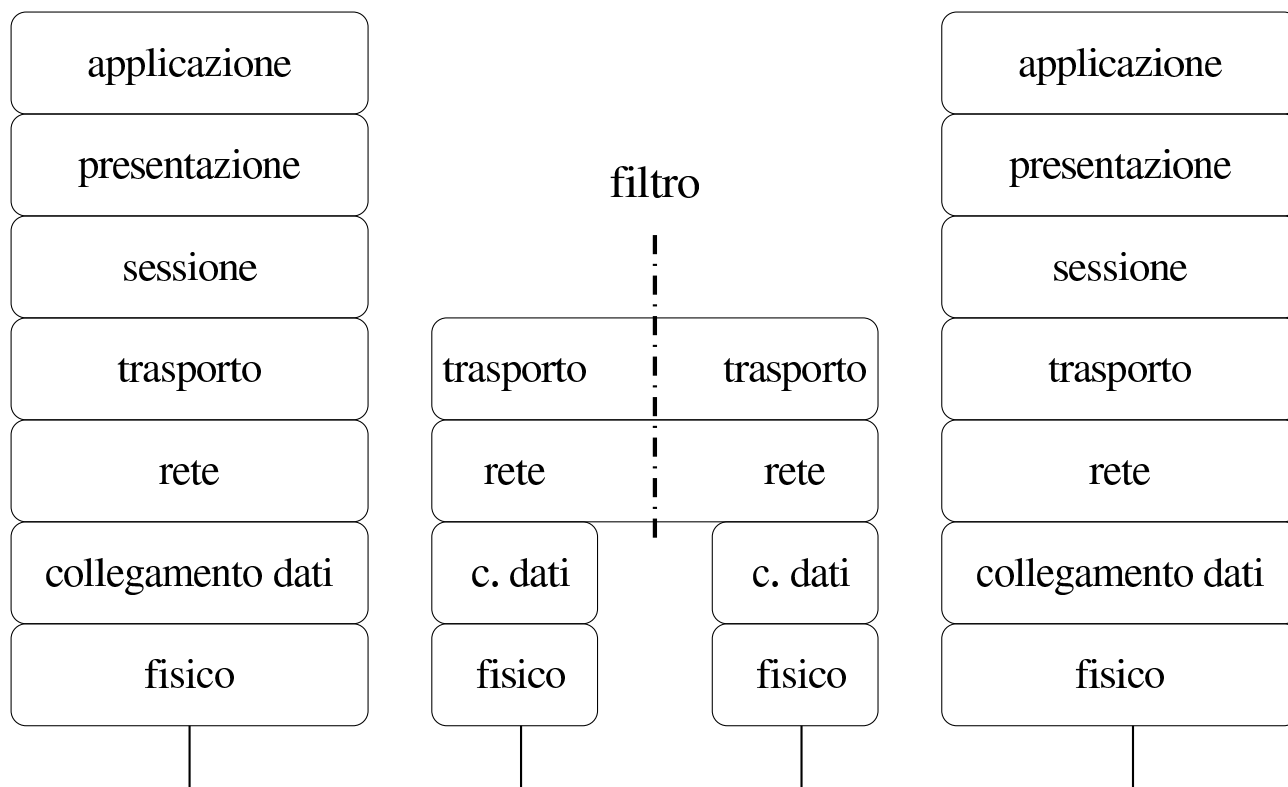 applicazione
presentazione
sessione
trasporto
rete
collegamento dati
fisico
filtro
trasporto trasporto
rete rete
c. dati c. dati
fisico fisico
applicazione
presentazione
sessione
trasporto
rete
collegamento dati
fisico